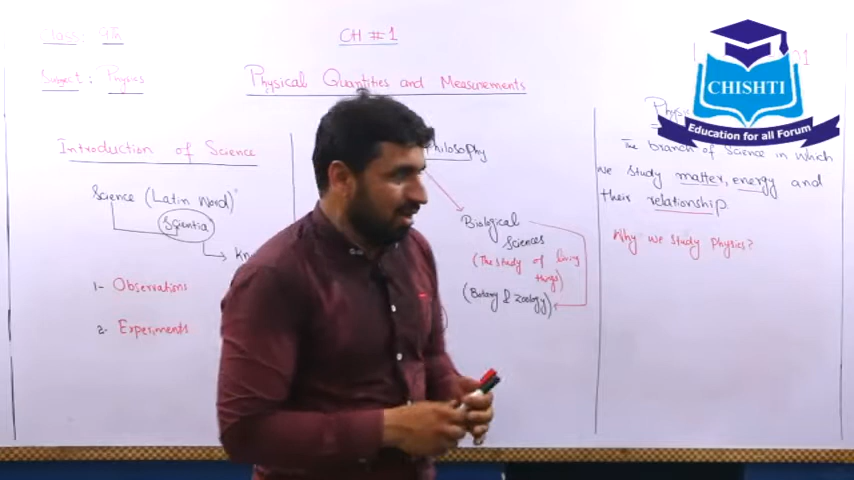 Class: 9th
Subject: Physics
CH #1
Physical Quantities and Measurements
Introduction of Science
Science (Latin Word)
Scientia
1- Observations
2- Experiments
Philosophy
Biological
Sciences
(The study of living
things)
(Botany & Zoology)
The branch of Science in which
we study matter, energy and
their relationship
Why we study Physics?
CHISHTI
Education for all Forum